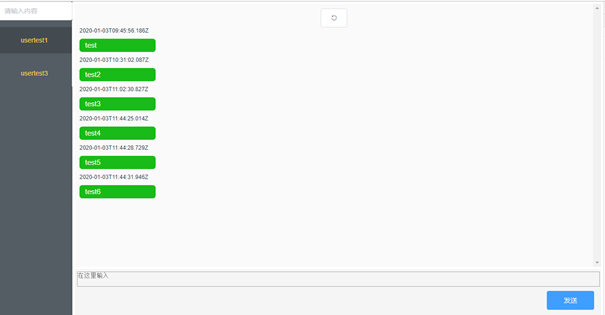 请输入内容
usertest1
usertest3
2020-01-03T09:45:56.186Z
test
2020-01-03T10:31:02.087Z
test2
2020-01-03T11:02:30.827Z
test3
2020-01-03T11:44:25.014Z
test4
2020-01-03T11:44:28.729Z
test5
2020-01-03T11:44:31.946Z
test6
在这里输入
发送